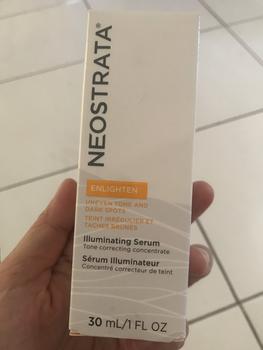 NEOSTRATA®
ENLIGHTEN
UNEVEN TONE AND
DARK SPOTS
TEINT IRRÉGULIER ET
TACHES BRUNES
Illuminating Serum
Tone correcting concentrate
Sérum Illuminateur
Concentré correcteur de teint
30 mL/1 FL OZ